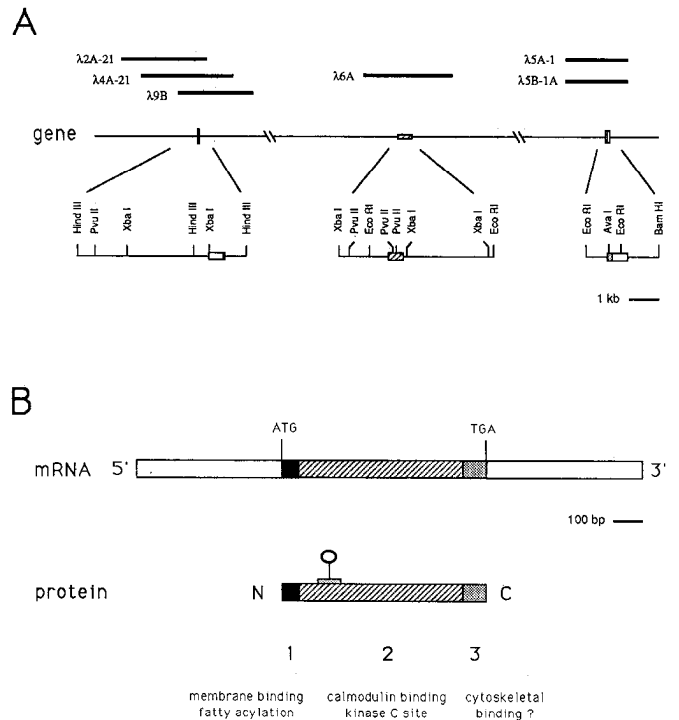 A
λ2A-21
λ4A-21
λ9B
λ6A
λ5A-1
λ5B-1A
gene
Hind III
Pvu II
Xba I
Hind III
Xba I
Hind III
Xba I
Pvu II
Eco RI
Pvu II
Pvu II
Xba I
Xba I
Eco RI
Eco RI
Ava I
Eco RI
Bam HI
1 kb
B
ATG
TGA
mRNA 5' 3'
100 bp
protein N C
1 2 3
membrane binding calmodulin binding cytoskeletal
fatty acylation kinase C site binding ?